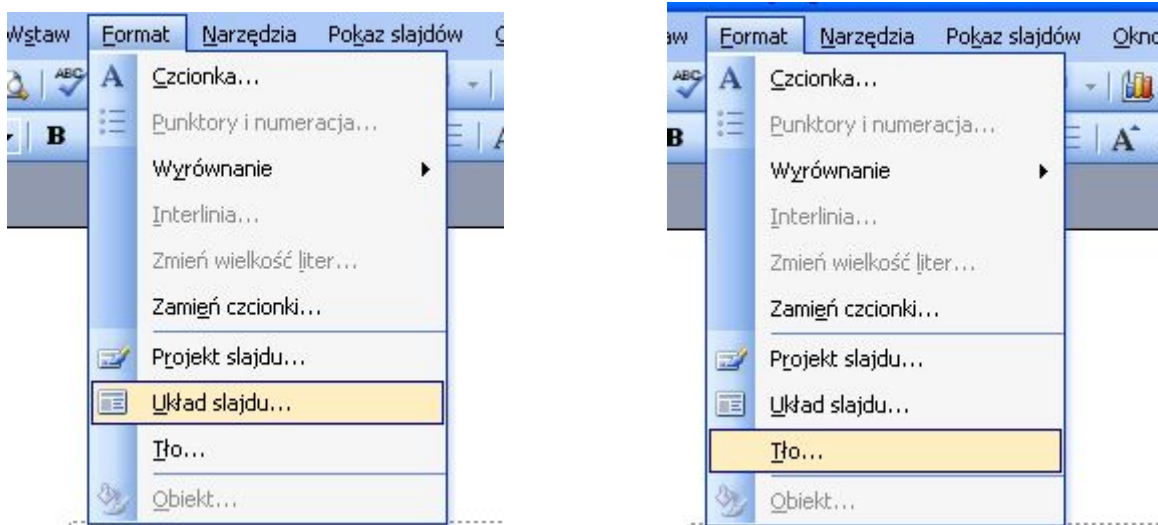 Wstaw Format Narzędzia Pokaz slajdów
ABC A Czcionka...
B Punktory i numeracja...
Wyrównanie
Interlinia...
Zmień wielkość liter...
Zamień czcionki...
Projekt slajdu...
Układ slajdu...
Tło...
Obiekt...
Format Narzędzia Pokaz slajdów Okno
ABC A Czcionka...
B Punktory i numeracja... A
Wyrównanie
Interlinia...
Zmień wielkość liter...
Zamień czcionki...
Projekt slajdu...
Układ slajdu...
Tło...
Obiekt...